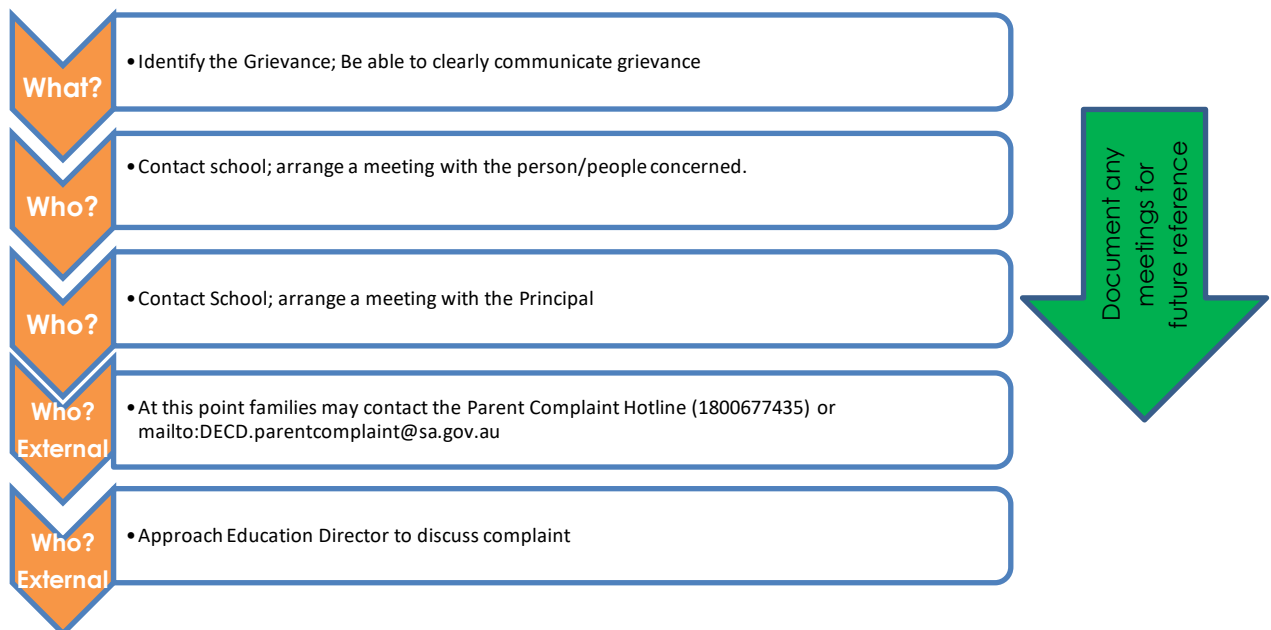 What?
•Identify the Grievance; Be able to clearly communicate grievance
Who?
•Contact school; arrange a meeting with the person/people concerned.
Who?
•Contact School; arrange a meeting with the Principal
Who?
External
•At this point families may contact the Parent Complaint Hotline (1800677435) or
mailto:DECD.parentcomplaint@sa.gov.au
Who?
External
•Approach Education Director to discuss complaint
Document any
meetings for
future reference